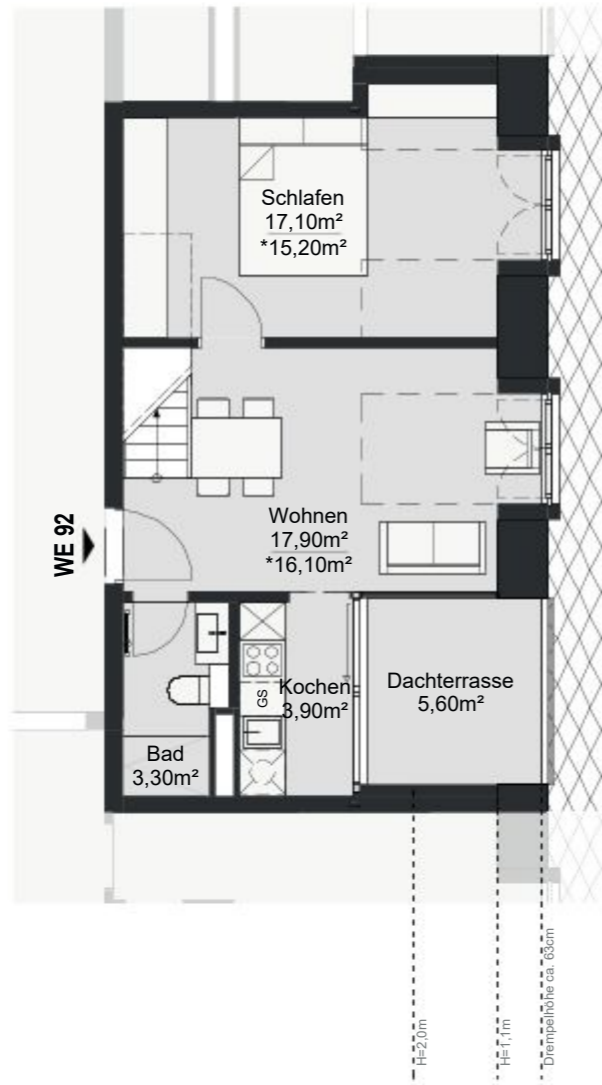 Schlafen
17,10m²
*15,20m²
WE 92
Wohnen
17,90m²
*16,10m²
Kochen
3,90m²
GS
Dachterrasse
5,60m²
Bad
3,30m²
H=2,0m
H=1,1m
Drempelhöhe ca. 63cm